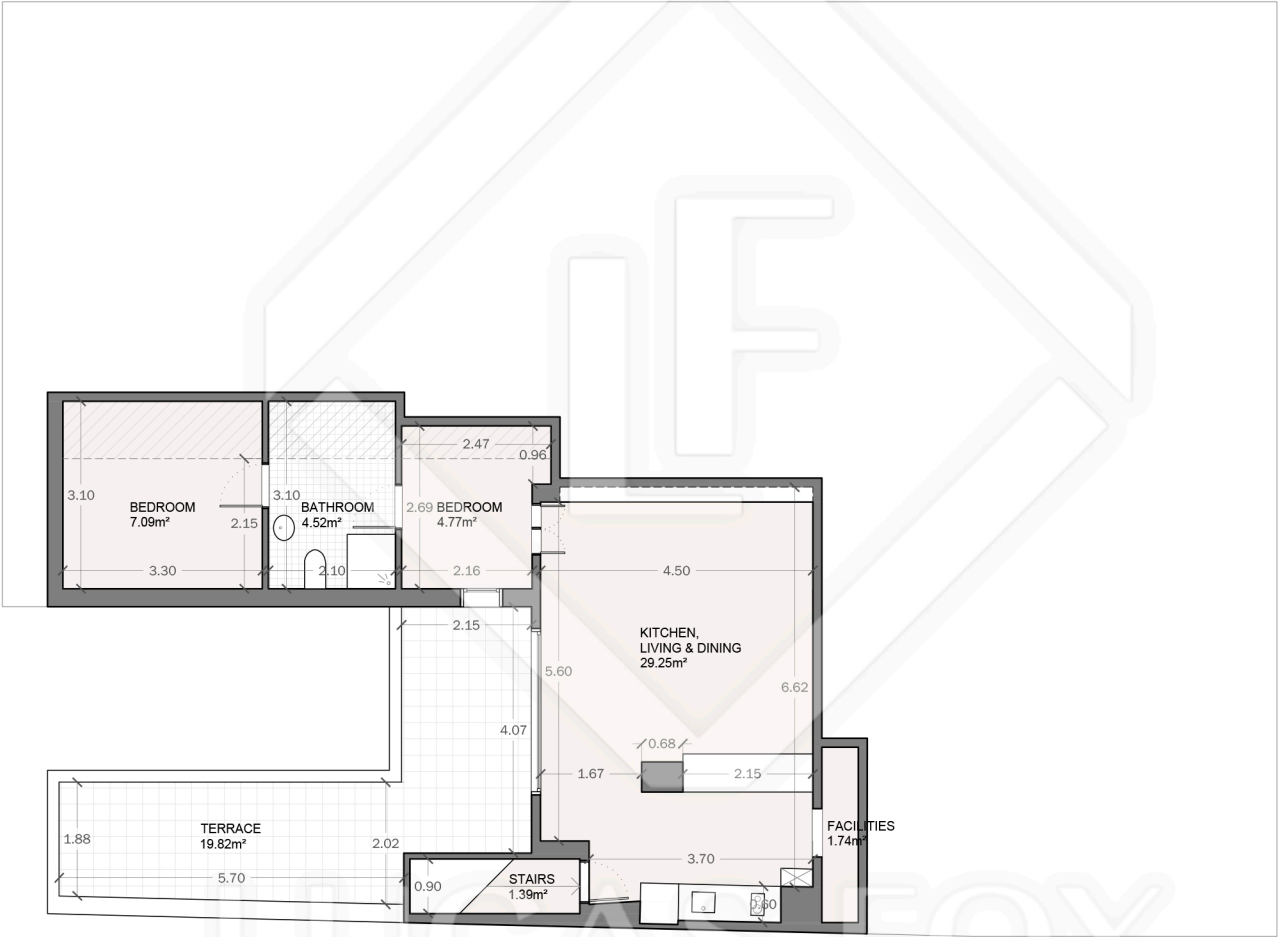 2.47
0.96
3.10
BEDROOM
7.09m²
2.15
3.30
3.10
BATHROOM
4.52m²
2.10
2.69
BEDROOM
4.77m²
2.16
4.50
2.15
KITCHEN,
LIVING & DINING
29.25m²
5.60
6.62
4.07
0.68
1.67
2.15
TERRACE
19.82m²
1.88
2.02
5.70
FACILITIES
1.74m²
3.70
0.90
STAIRS
1.39m²
0.60
LF
LUCAS FOX